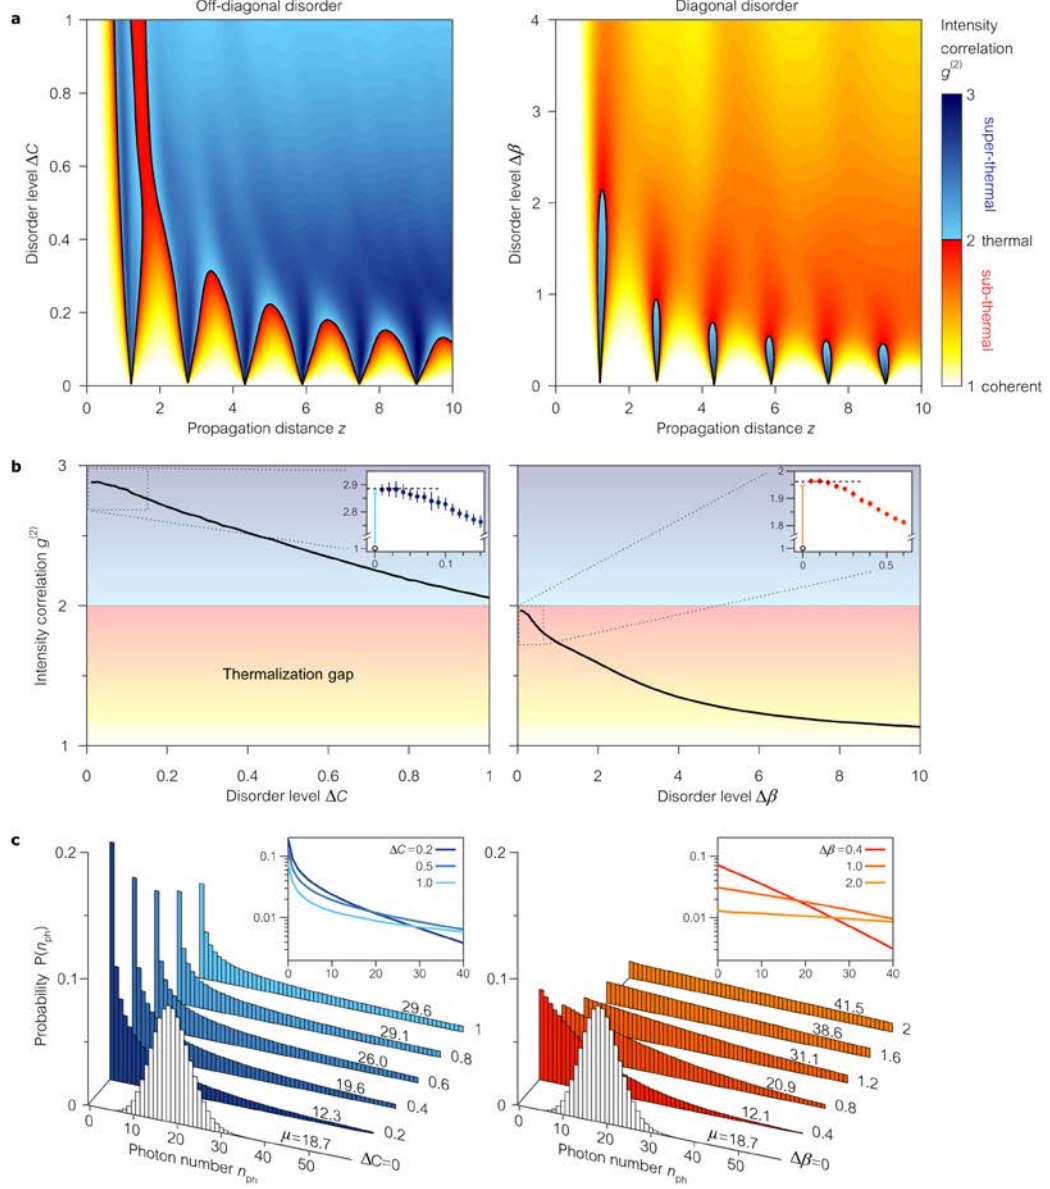 Off-diagonal disorder
Diagonal disorder
a
Disorder level ΔC
1
0.8
0.6
0.4
0.2
0
0 2 4 6 8 10
Propagation distance z
Disorder level Δβ
4
3
2
1
0
0 2 4 6 8 10
Propagation distance z
Intensity
correlation
g(2)
3
super-thermal
2 thermal
sub-thermal
1 coherent
b
Intensity correlation g(2)
3
2
1
Thermalization gap
2.9
2.8
1
0 0.1
0 0.2 0.4 0.6 0.8 1
Disorder level ΔC
2
1.9
1.8
1
0 0.5
0 2 4 6 8 10
Disorder level Δβ
c
Probability P(nph)
0.2
0.1
0
0.1
0.01
ΔC=0.2
0.5
1.0
0 10 20 30 40
29.6
1
29.1
0.8
26.0
0.6
19.6
0.4
12.3
0.2
μ=18.7
ΔC=0
0 10 20 30 40 50
Photon number nph
0.2
0.1
0
0.1
0.01
Δβ=0.4
1.0
2.0
0 10 20 30 40
41.5
2
38.6
1.6
31.1
1.2
20.9
0.8
12.1
0.4
μ=18.7
Δβ=0
0 10 20 30 40 50
Photon number nph